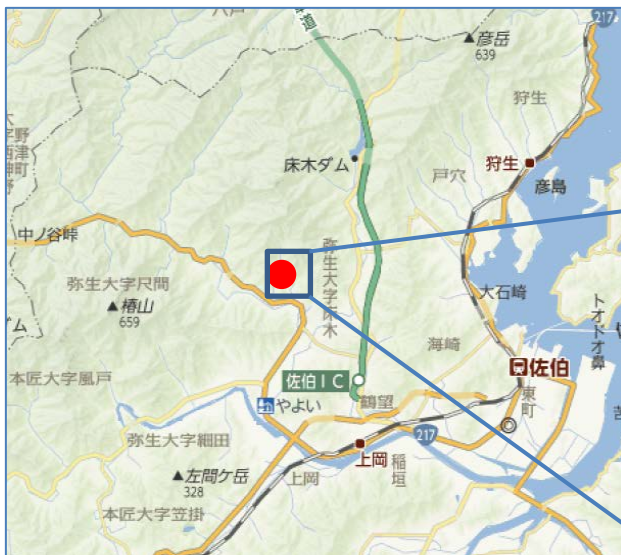 217
道
彦岳
639
狩生
床木ダム
狩生
戸穴
彦島
中ノ谷峠
弥生大字床木
弥生大字尺間
椿山
659
大石崎
トオトオ鼻
海崎
本匠大字風戸
佐伯IC
佐伯
やよい
鶴望
東町
217
弥生大字細田
上岡
稲垣
左間ケ岳
328
上岡
本匠大字笠掛